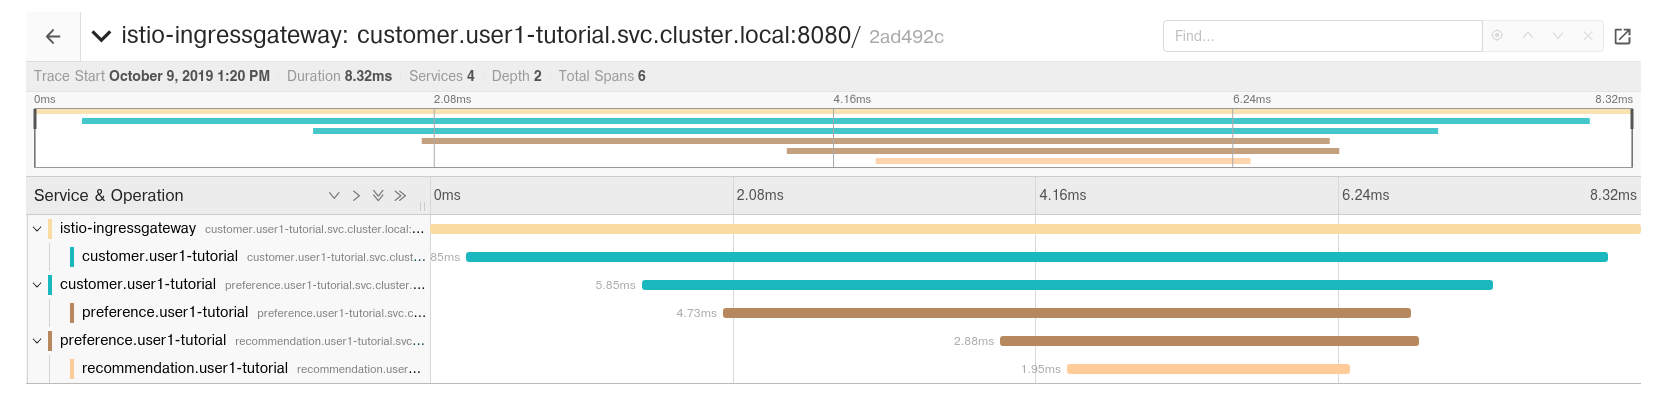 istio-ingressgateway: customer.user1-tutorial.svc.cluster.local:8080/ 2ad492c Find...
Trace Start October 9, 2019 1:20 PM Duration 8.32ms Services 4 Depth 2 Total Spans 6
0ms 2.08ms 4.16ms 6.24ms 8.32ms
Service & Operation 0ms 2.08ms 4.16ms 6.24ms 8.32ms
istio-ingressgateway customer.user1-tutorial.svc.cluster.local:...
customer.user1-tutorial customer.user1-tutorial.svc.clust... 85ms
customer.user1-tutorial preference.user1-tutorial.svc.cluster.... 5.85ms
preference.user1-tutorial preference.user1-tutorial.svc.c... 4.73ms
preference.user1-tutorial recommendation.user1-tutorial.svc... 2.88ms
recommendation.user1-tutorial recommendation.user... 1.95ms